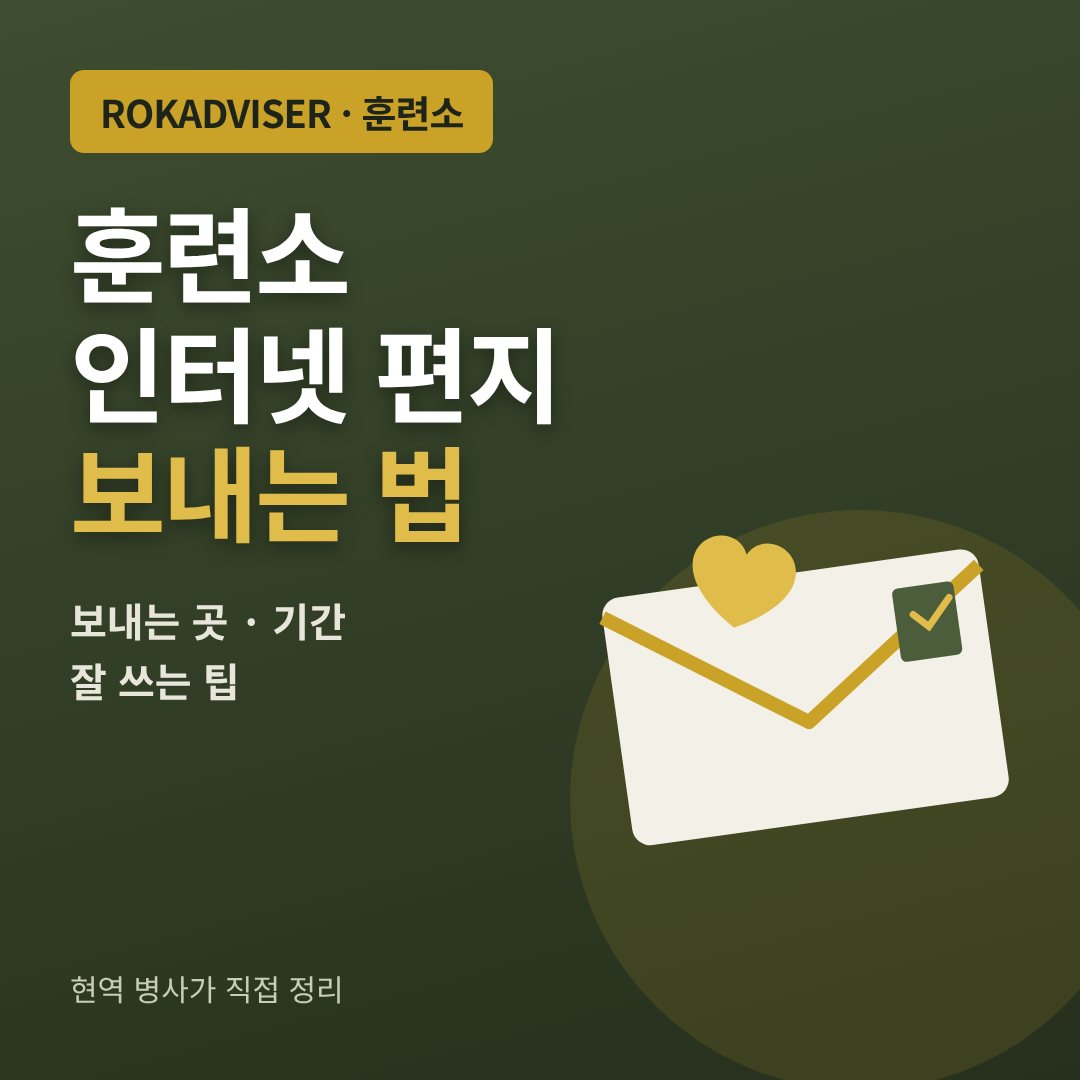 ROKADVISER · 훈련소
훈련소
인터넷 편지
보내는 법
보내는 곳 · 기간
잘 쓰는 팁
현역 병사가 직접 정리